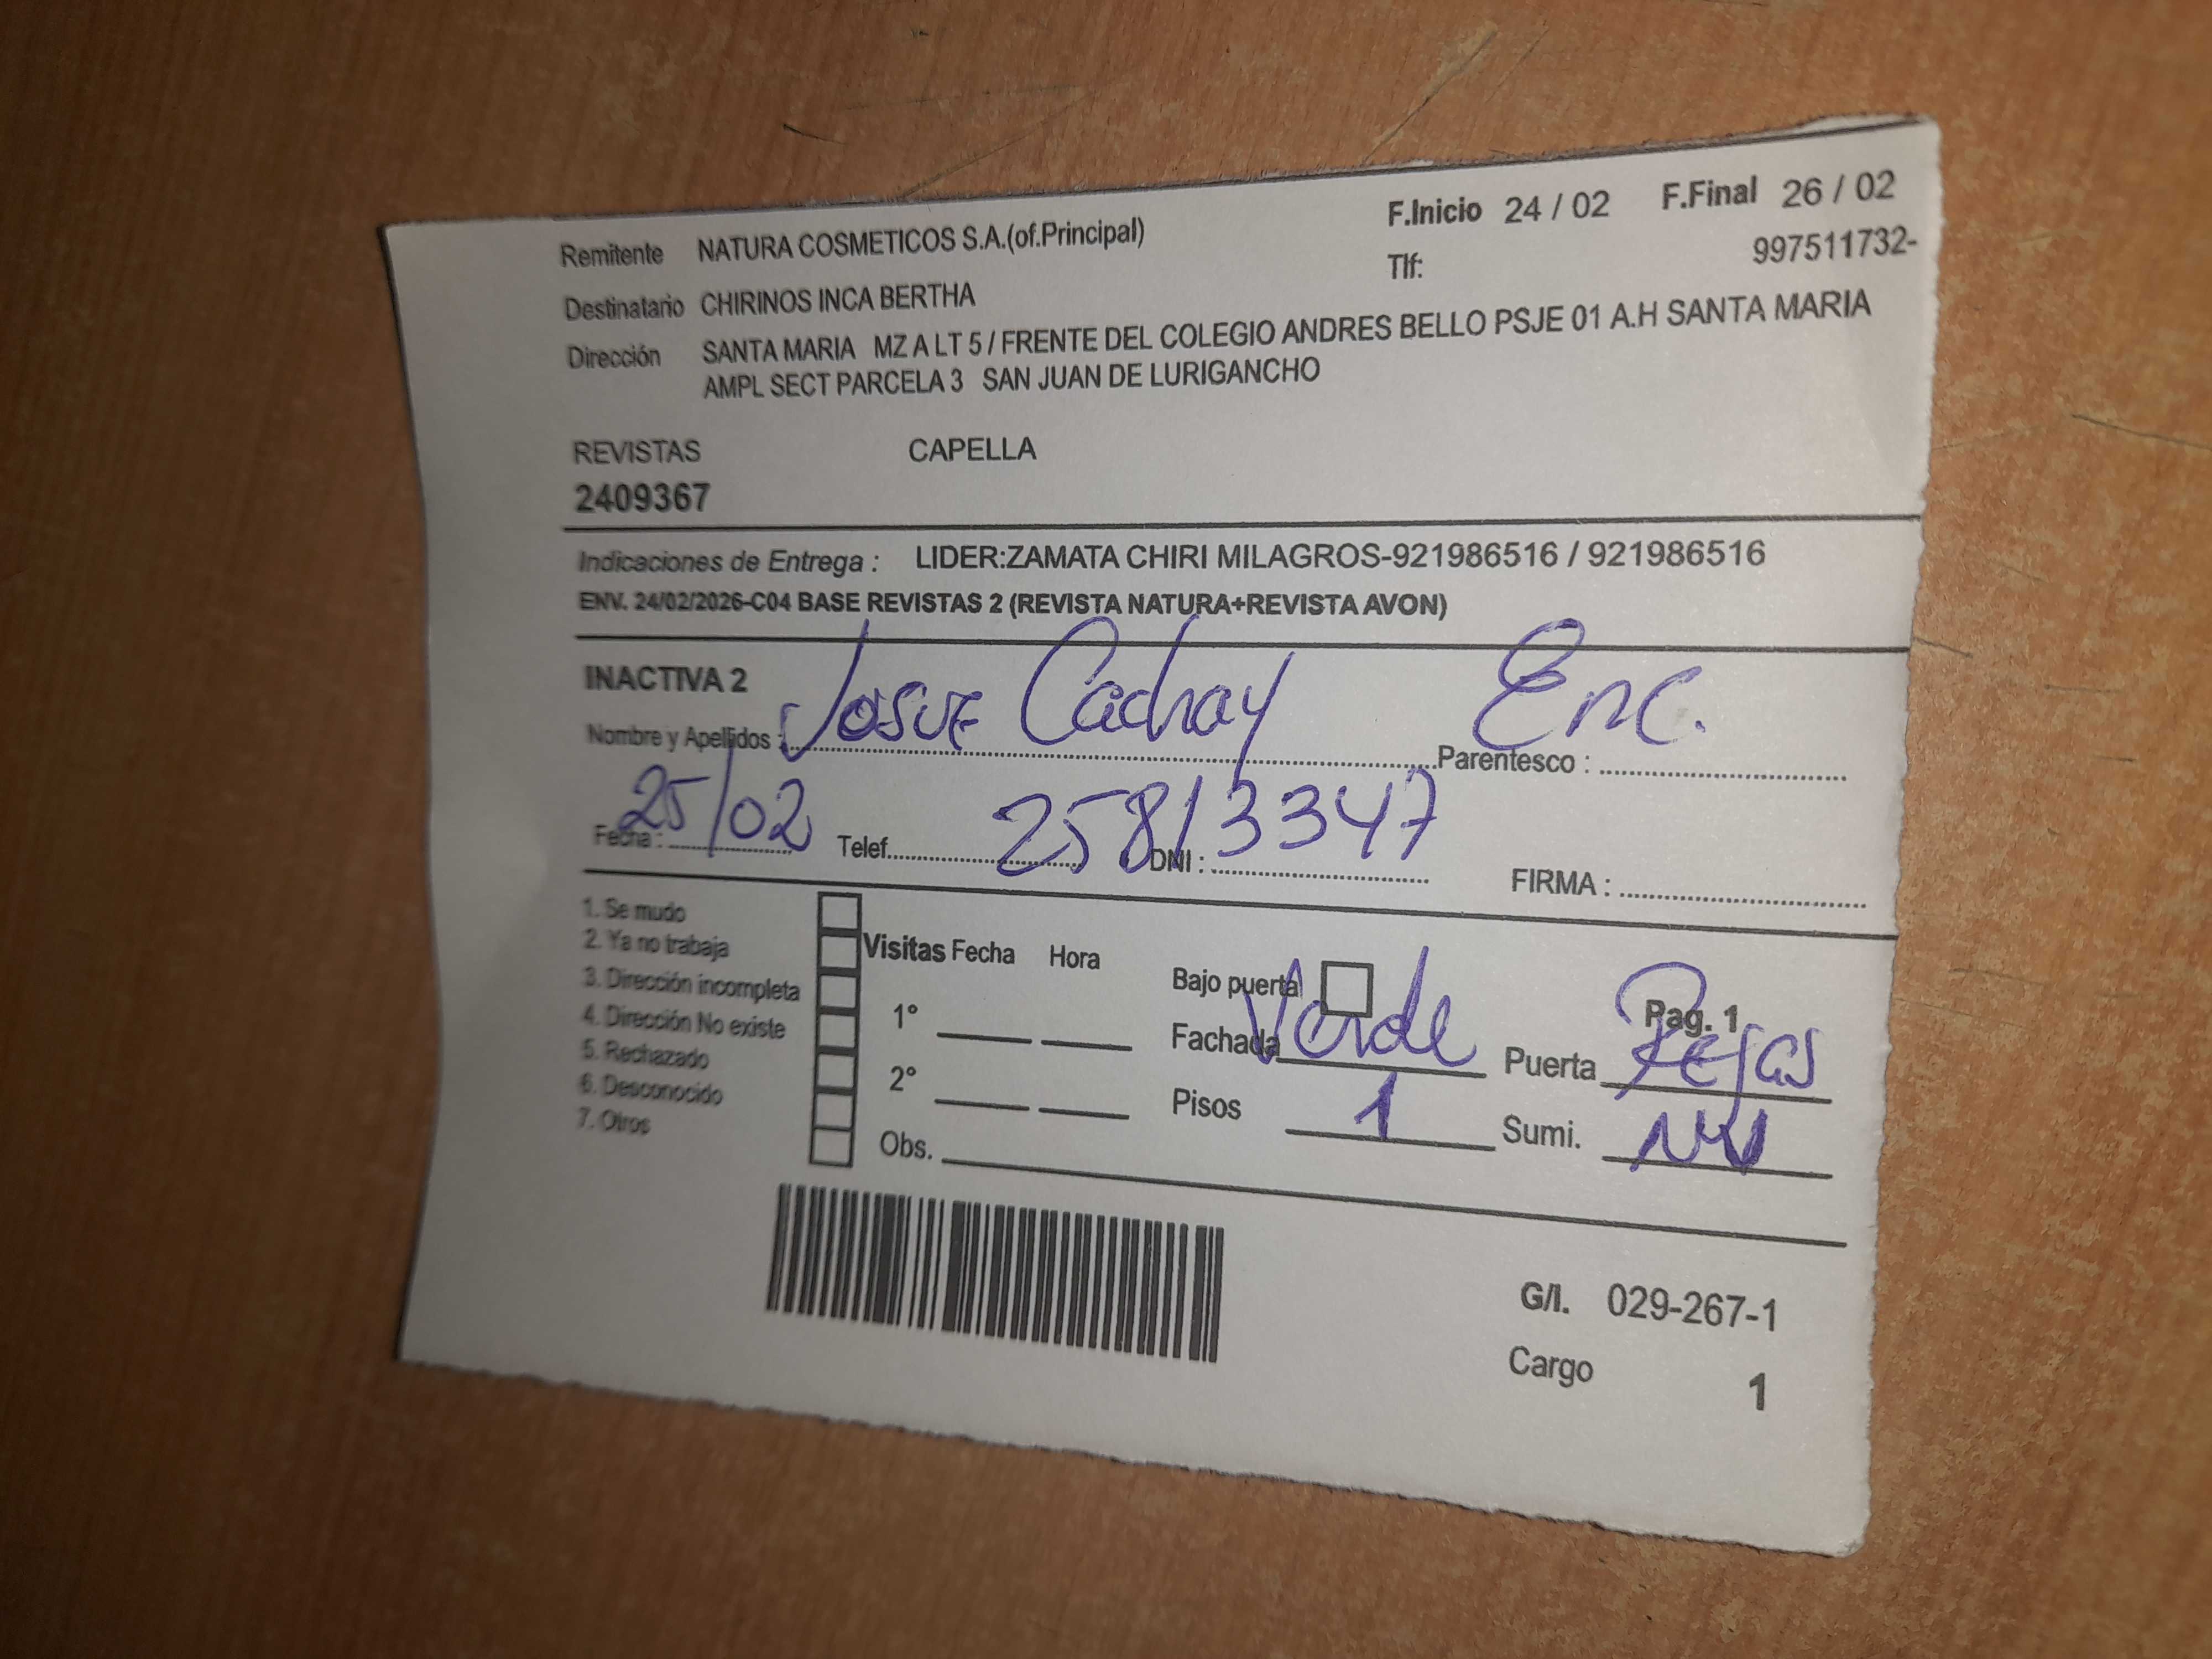 F.Inicio 24 / 02 F.Final 26 / 02
Remitente NATURA COSMETICOS S.A.(of.Principal) Tlf: 997511732-
Destinatario CHIRINOS INCA BERTHA
Dirección SANTA MARIA MZ A LT 5 / FRENTE DEL COLEGIO ANDRES BELLO PSJE 01 A.H SANTA MARIA
AMPL SECT PARCELA 3 SAN JUAN DE LURIGANCHO
REVISTAS CAPELLA
2409367
Indicaciones de Entrega : LIDER:ZAMATA CHIRI MILAGROS-921986516 / 921986516
ENV. 24/02/2026-C04 BASE REVISTAS 2 (REVISTA NATURA+REVISTA AVON)
INACTIVA 2
Nombre y Apellidos : Josue Cachay Parentesco : Enc.
Fecha : 25/02 Telef. DNI : 25813347 FIRMA :
1. Se mudo
2. Ya no trabaja
3. Dirección incompleta
4. Dirección No existe
5. Rechazado
6. Desconocido
7. Otros
Visitas Fecha Hora
1°
2°
Obs.
Bajo puerta Pag. 1
Fachada Verde Puerta Rejas
Pisos 1 Sumi.
G/I. 029-267-1
Cargo 1